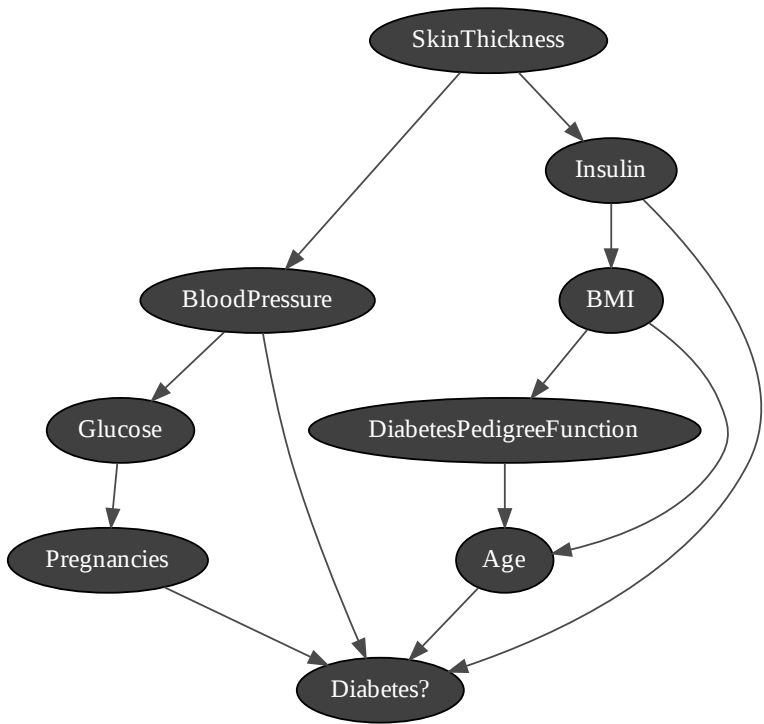 SkinThickness
Insulin
BloodPressure
BMI
Glucose
DiabetesPedigreeFunction
Pregnancies
Age
Diabetes?